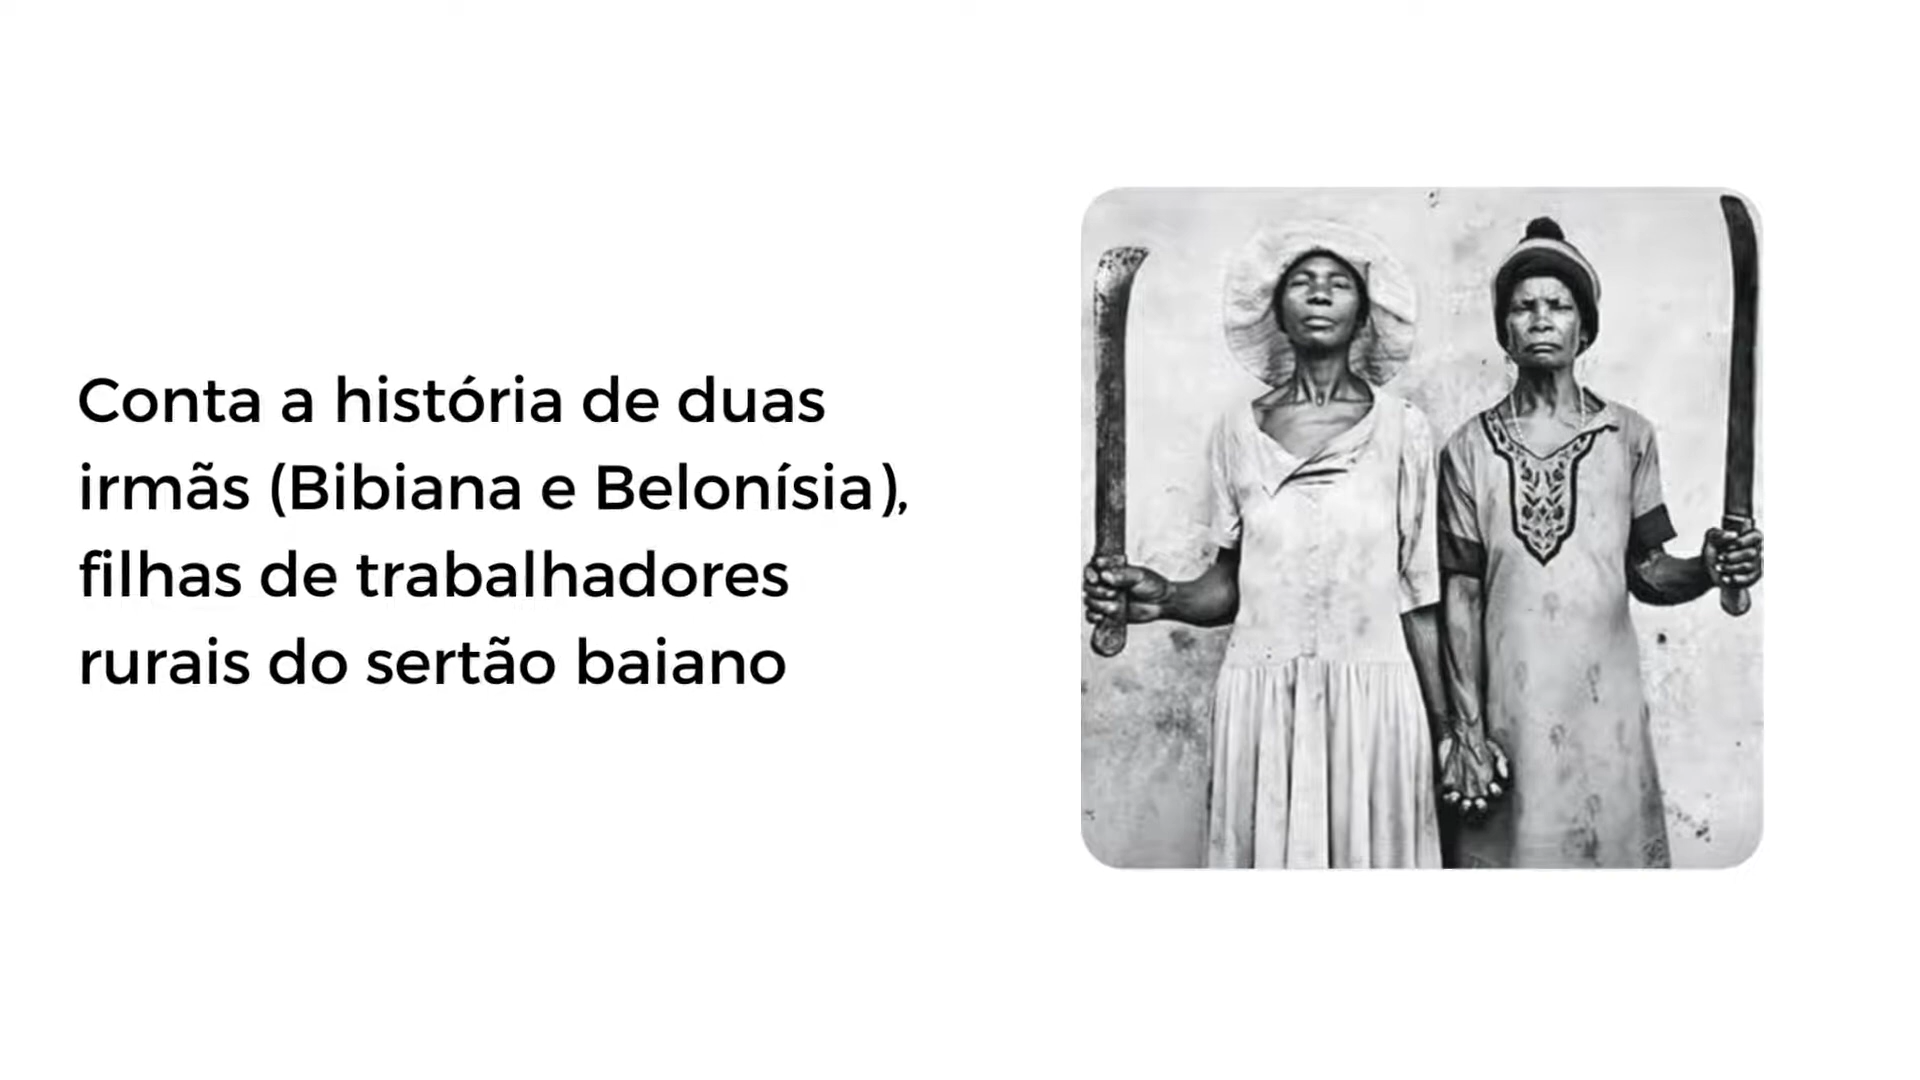 Conta a história de duas
irmãs (Bibiana e Belonísia),
filhas de trabalhadores
rurais do sertão baiano